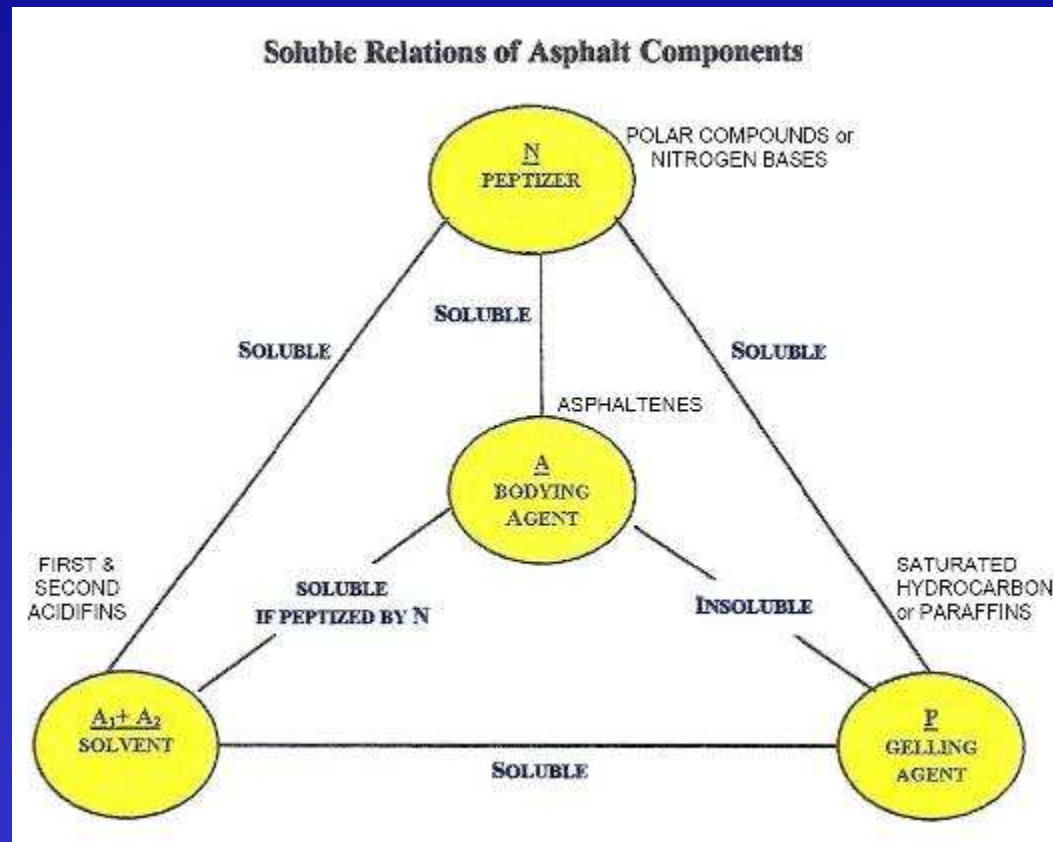 Soluble Relations of Asphalt Components
N
PEPTIZER
POLAR COMPOUNDS or
NITROGEN BASES
SOLUBLE
SOLUBLE
SOLUBLE
ASPHALTENES
A
BODYING
AGENT
FIRST &
SECOND
ACIDIFINS
SOLUBLE
IF PEPTIZED BY N
INSOLUBLE
SATURATED
HYDROCARBON
or PARAFFINS
A₁+ A₂
SOLVENT
SOLUBLE
P
GELLING
AGENT